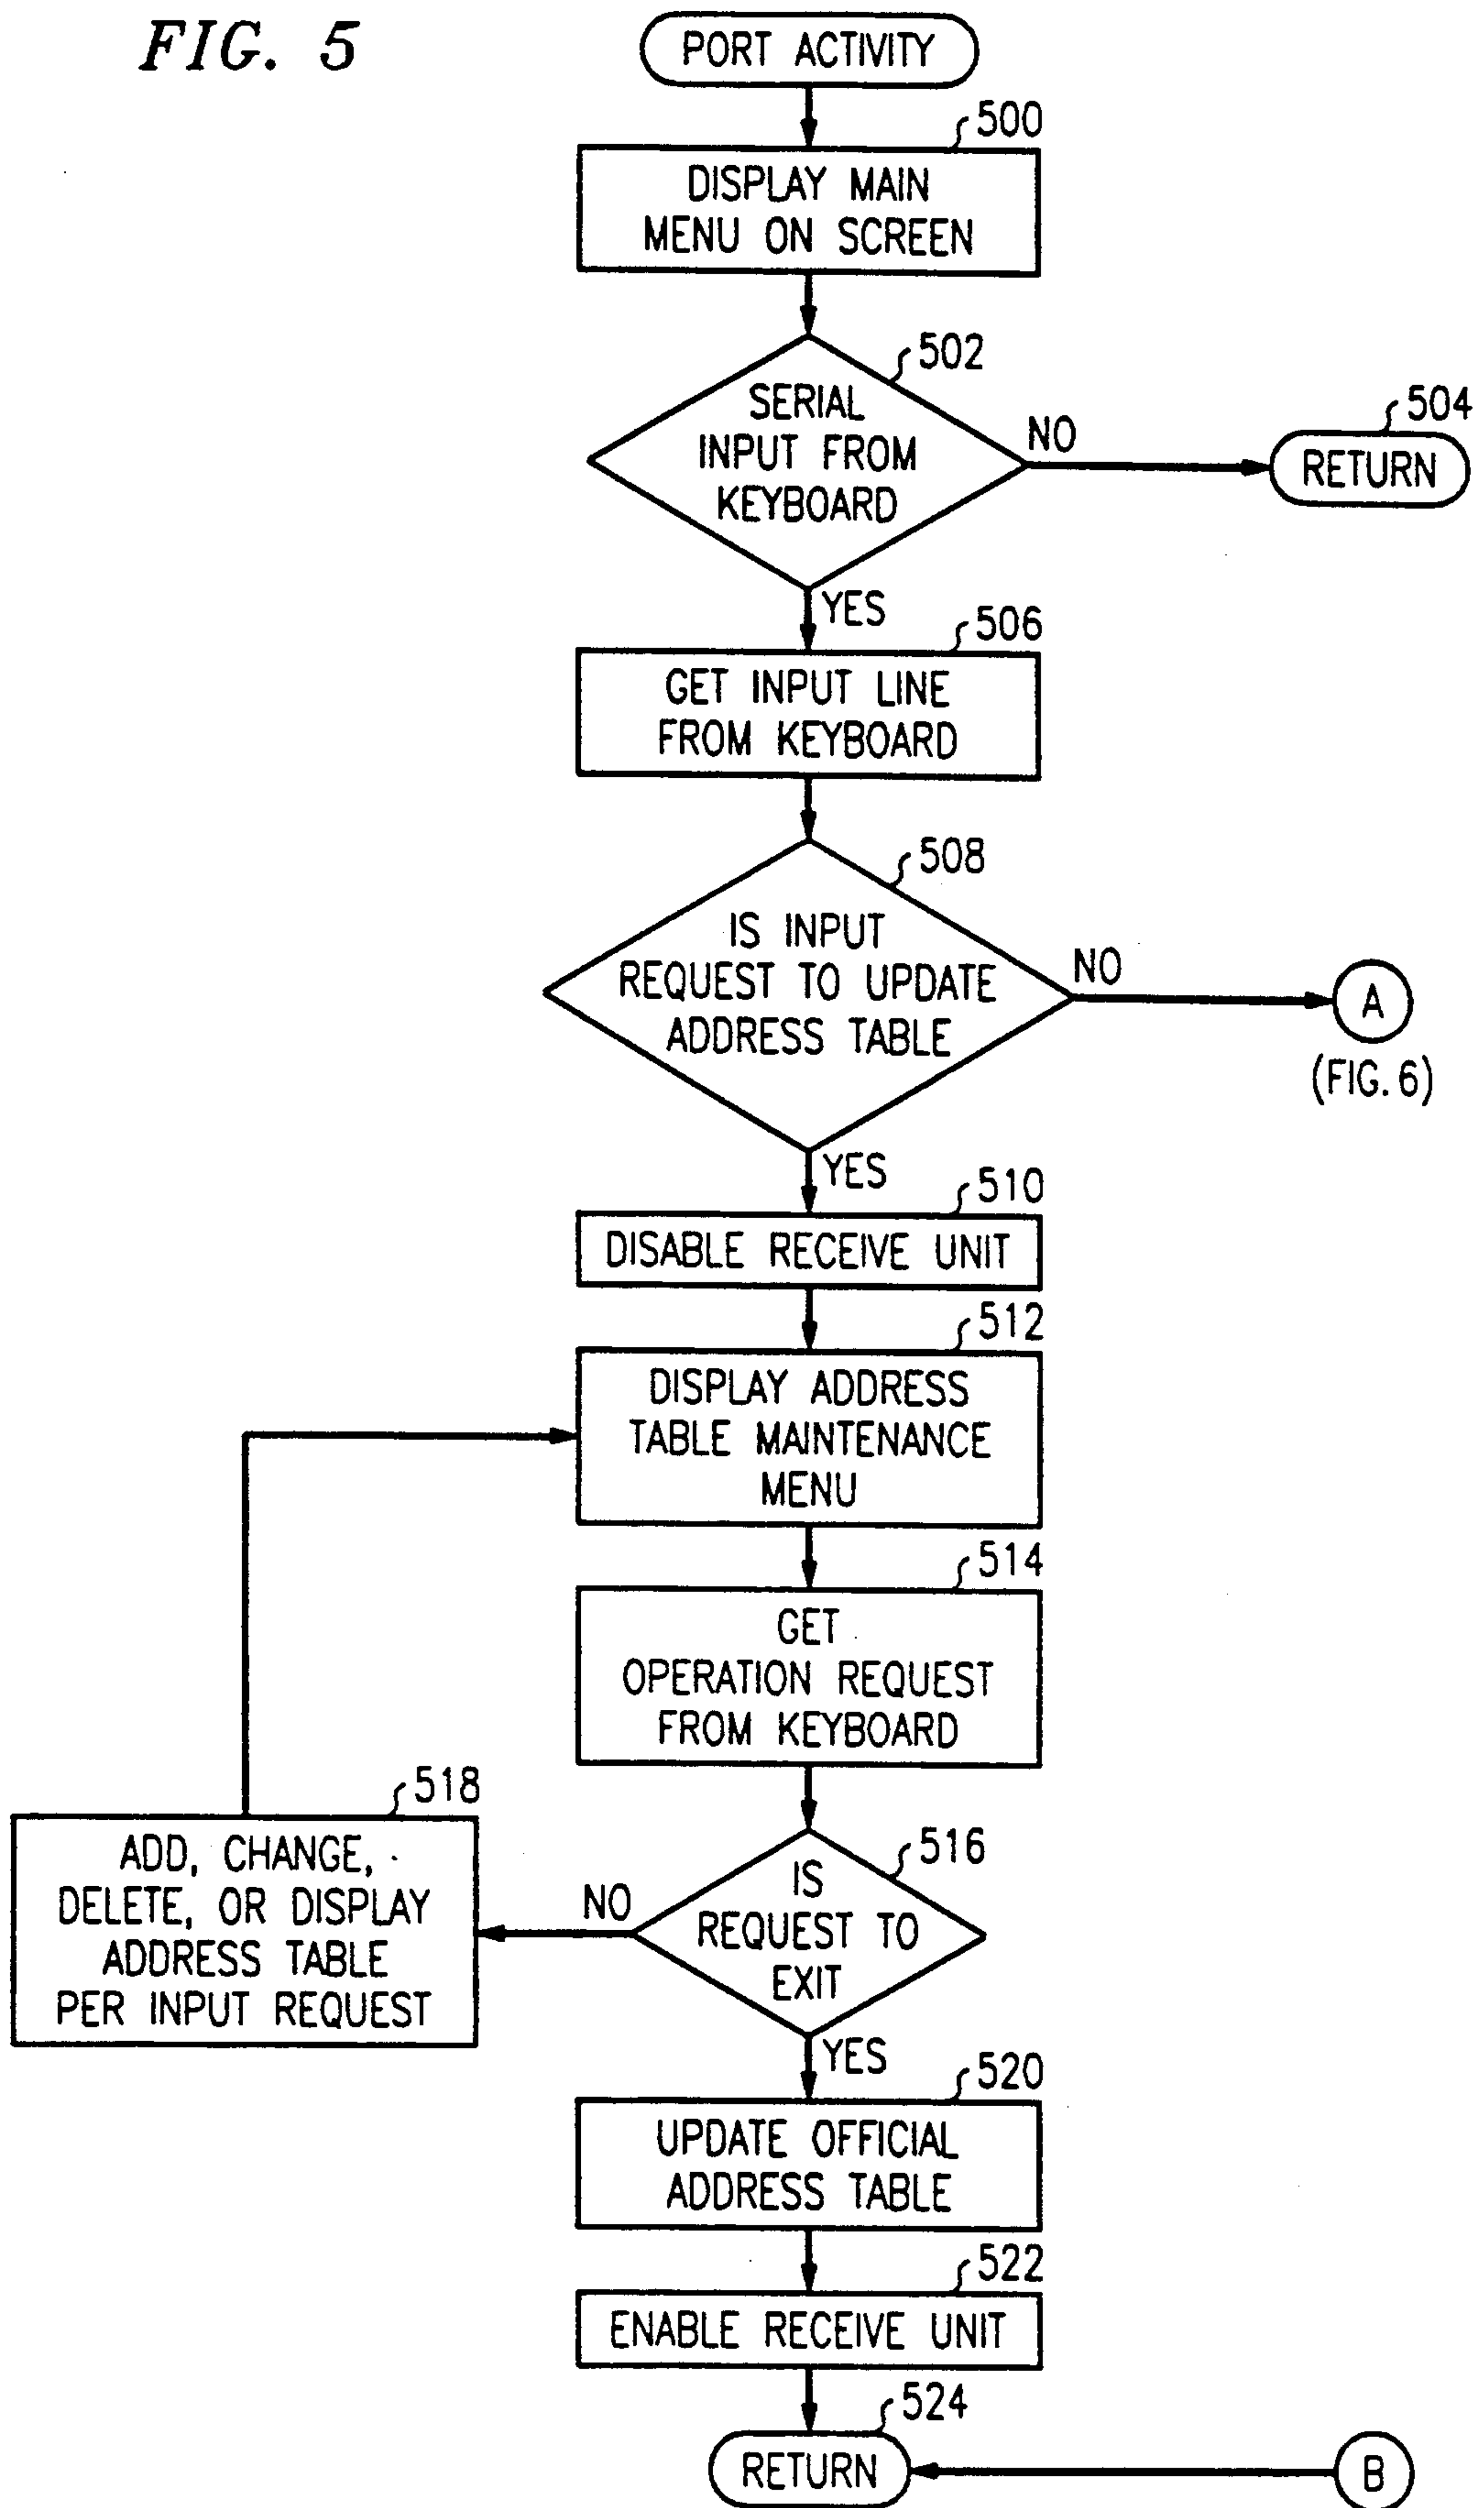 FIG. 5
PORT ACTIVITY
500
DISPLAY MAIN
MENU ON SCREEN
502
SERIAL
INPUT FROM
KEYBOARD
NO
504
RETURN
YES
506
GET INPUT LINE
FROM KEYBOARD
508
IS INPUT
REQUEST TO UPDATE
ADDRESS TABLE
NO
A
(FIG. 6)
YES
510
DISABLE RECEIVE UNIT
512
DISPLAY ADDRESS
TABLE MAINTENANCE
MENU
514
GET
OPERATION REQUEST
FROM KEYBOARD
516
IS
REQUEST TO
EXIT
NO
518
ADD, CHANGE,
DELETE, OR DISPLAY
ADDRESS TABLE
PER INPUT REQUEST
YES
520
UPDATE OFFICIAL
ADDRESS TABLE
522
ENABLE RECEIVE UNIT
524
RETURN
B